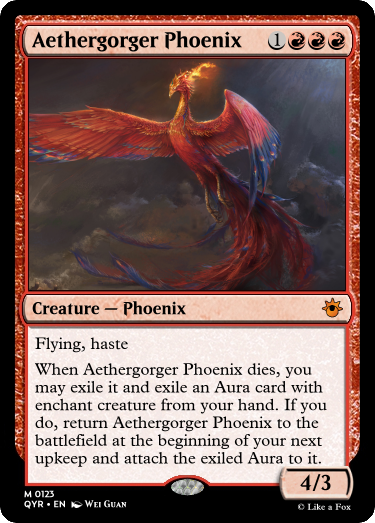 Aethergorger Phoenix 1
Creature — Phoenix
Flying, haste
When Aethergorger Phoenix dies, you
may exile it and exile an Aura card with
enchant creature from your hand. If you
do, return Aethergorger Phoenix to the
battlefield at the beginning of your next
upkeep and attach the exiled Aura to it.
4/3
M 0123
QYR • EN Wei Guan
© Like a Fox